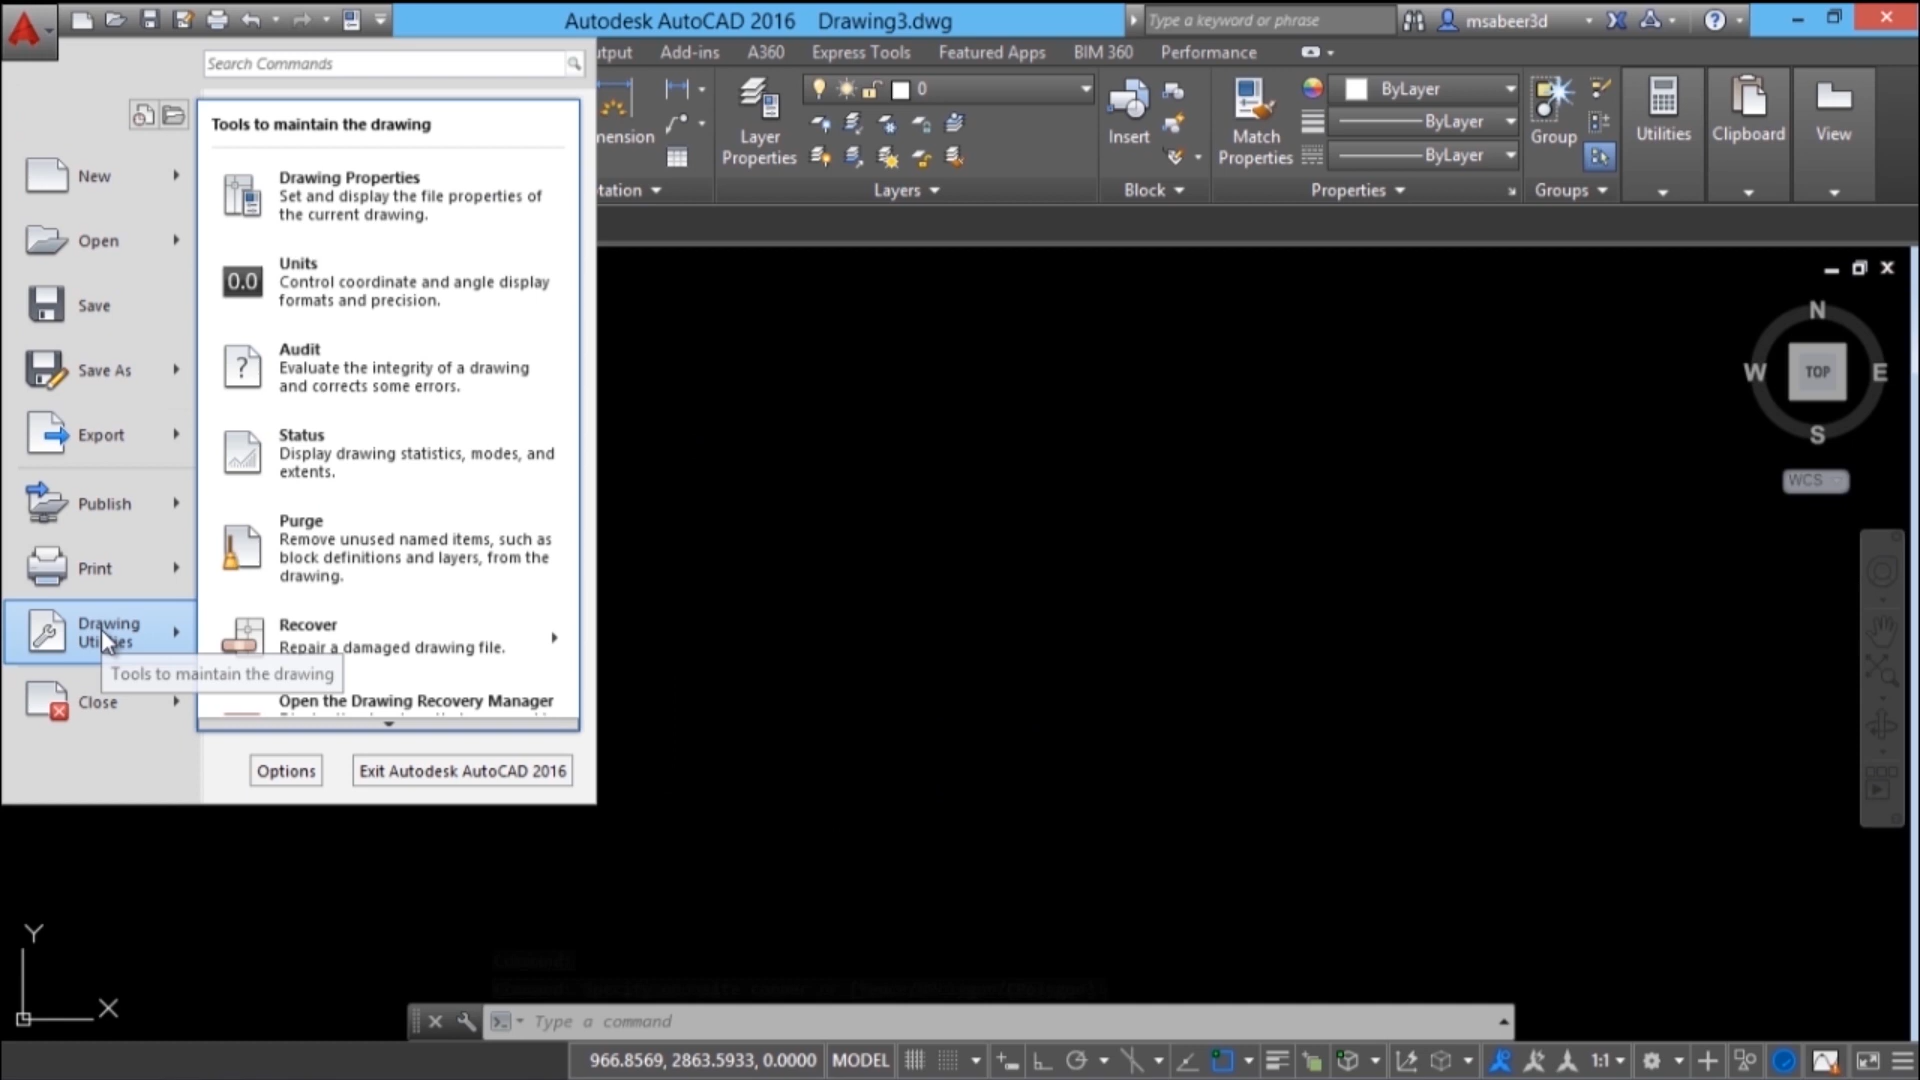 Autodesk AutoCAD 2016 Drawing3.dwg
Type a keyword or phrase
msabeer3d
Search Commands
Add-ins
A360
Express Tools
Featured Apps
BIM 360
Performance
0
Layer
Properties
Insert
Match
Properties
ByLayer
ByLayer
ByLayer
Group
Utilities
Clipboard
View
Layers
Block
Properties
Groups
New
Open
Save
Save As
Export
Publish
Print
Drawing
Utilities
Close
Tools to maintain the drawing
Drawing Properties
Set and display the file properties of
the current drawing.
0.0
Units
Control coordinate and angle display
formats and precision.
?
Audit
Evaluate the integrity of a drawing
and corrects some errors.
Status
Display drawing statistics, modes, and
extents.
Purge
Remove unused named items, such as
block definitions and layers, from the
drawing.
Recover
Repair a damaged drawing file.
Tools to maintain the drawing
Open the Drawing Recovery Manager
Options
Exit Autodesk AutoCAD 2016
N
W
TOP
E
S
WCS
Y
X
Type a command
966.8569, 2863.5933, 0.0000
MODEL
1:1